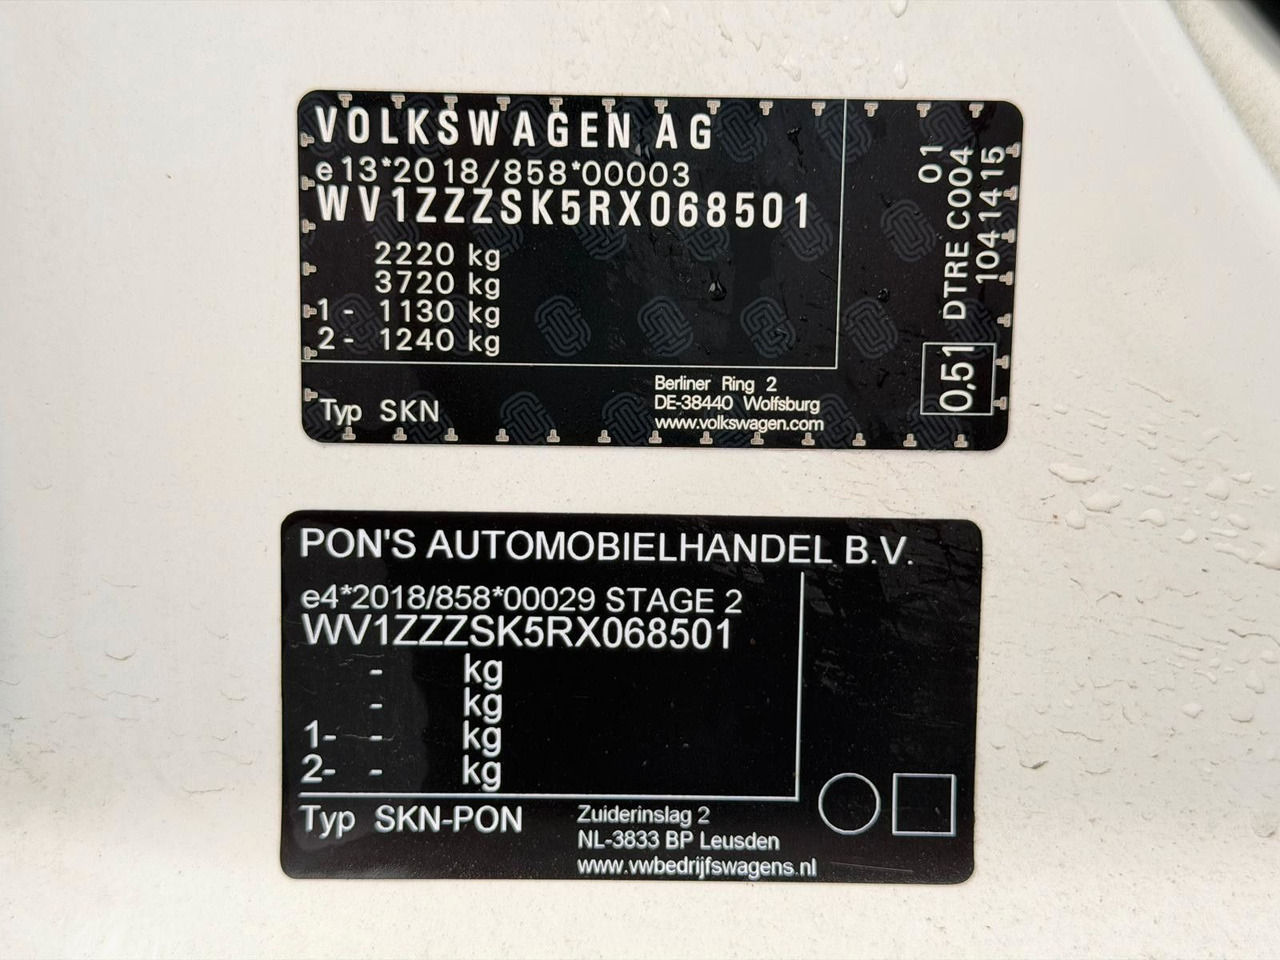 VOLKSWAGEN AG
e13*2018/858*00003
WV1ZZZSK5RX068501
2220 kg
3720 kg
1 - 1130 kg
2 - 1240 kg
Typ SKN
Berliner Ring 2
DE-38440 Wolfsburg
www.volkswagen.com
01
DTRE C004
1041415
0,51
PON'S AUTOMOBIELHANDEL B.V.
e4*2018/858*00029 STAGE 2
WV1ZZZSK5RX068501
- kg
- kg
1- - kg
2- - kg
Typ SKN-PON
Zuiderinslag 2
NL-3833 BP Leusden
www.vwbedrijfswagens.nl